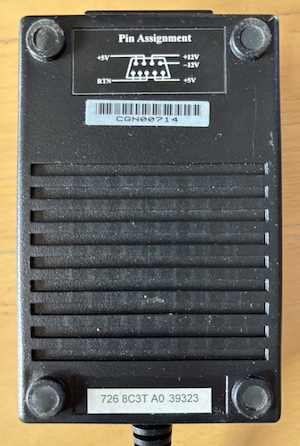 Pin Assignment
+5V +12V
-12V
RTN +5V
CGN00714
726 8C3T A0 39323